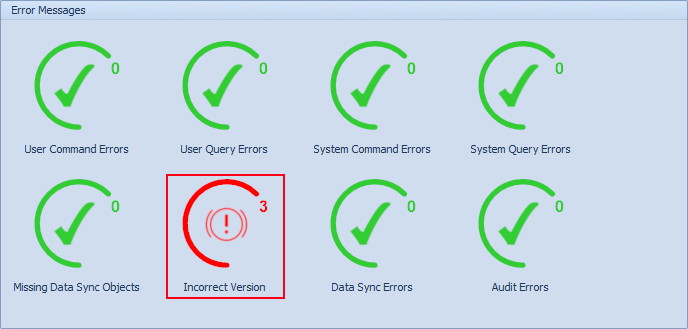 Error Messages
0 0 0 0
User Command Errors User Query Errors System Command Errors System Query Errors
0 3 0 0
!
Missing Data Sync Objects Incorrect Version Data Sync Errors Audit Errors